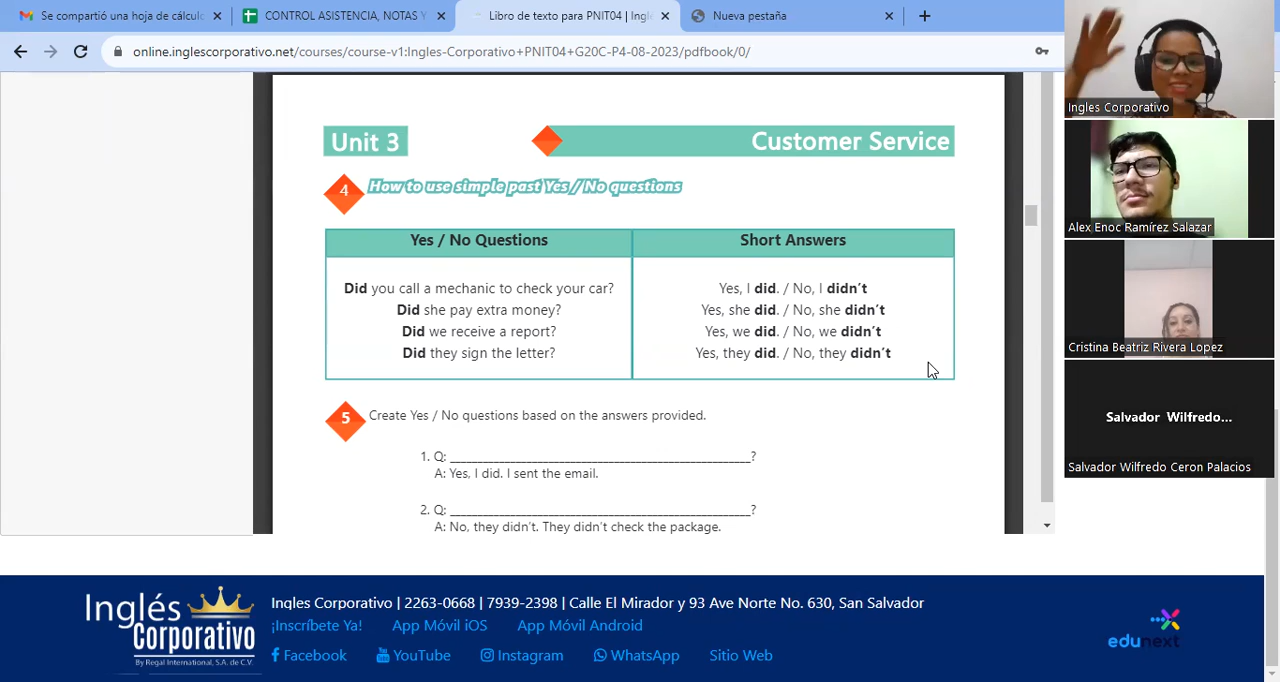 Se compartió una hoja de cálcul
CONTROL ASISTENCIA, NOTAS Y
Libro de texto para PNIT04 | Ingl
Nueva pestaña
online.inglescorporativo.net/courses/course-v1:Ingles-Corporativo+PNIT04+G20C-P4-08-2023/pdfbook/0/
Ingles Corporativo
Unit 3
Customer Service
4 How to use simple past Yes / No questions
Yes / No Questions
Short Answers
Did you call a mechanic to check your car?
Yes, I did. / No, I didn't
Did she pay extra money?
Yes, she did. / No, she didn't
Did we receive a report?
Yes, we did. / No, we didn't
Did they sign the letter?
Yes, they did. / No, they didn't
5 Create Yes / No questions based on the answers provided.
1. Q: ______________________________________________?
A: Yes, I did. I sent the email.
2. Q: ______________________________________________?
A: No, they didn't. They didn't check the package.
Alex Enoc Ramírez Salazar
Cristina Beatriz Rivera Lopez
Salvador Wilfredo...
Salvador Wilfredo Ceron Palacios
Inglés
Corporativo
By Regal International, S.A. de C.V.
Ingles Corporativo | 2263-0668 | 7939-2398 | Calle El Mirador y 93 Ave Norte No. 630, San Salvador
¡Inscríbete Ya! App Móvil iOS App Móvil Android
Facebook YouTube Instagram WhatsApp Sitio Web
edunext